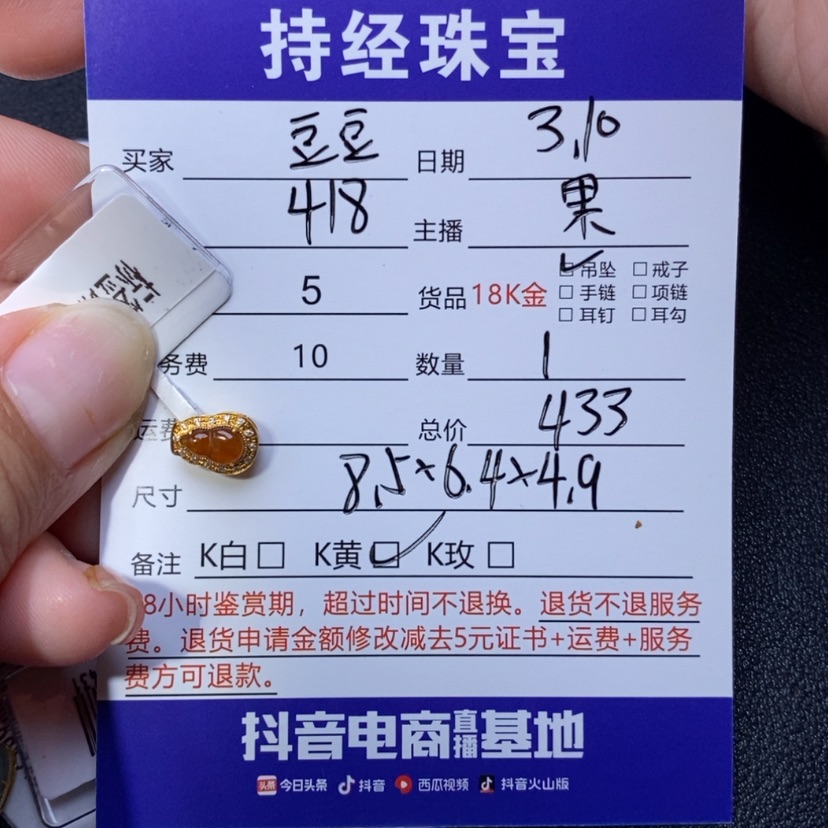 持经珠宝
买家 豆豆 日期 3.10
418 主播 果
5 货品 18K金 ☑吊坠 □戒子
□手链 □项链
□耳钉 □耳勾
务费 10 数量 1
运费 总价 433
尺寸 8.5×6.4×4.9
备注 K白□ K黄☑ K玫□
8小时鉴赏期，超过时间不退换。退货不退服务
费。退货申请金额修改减去5元证书+运费+服务
费方可退款。
抖音电商直播基地
头条 今日头条 抖音 西瓜视频 抖音火山版